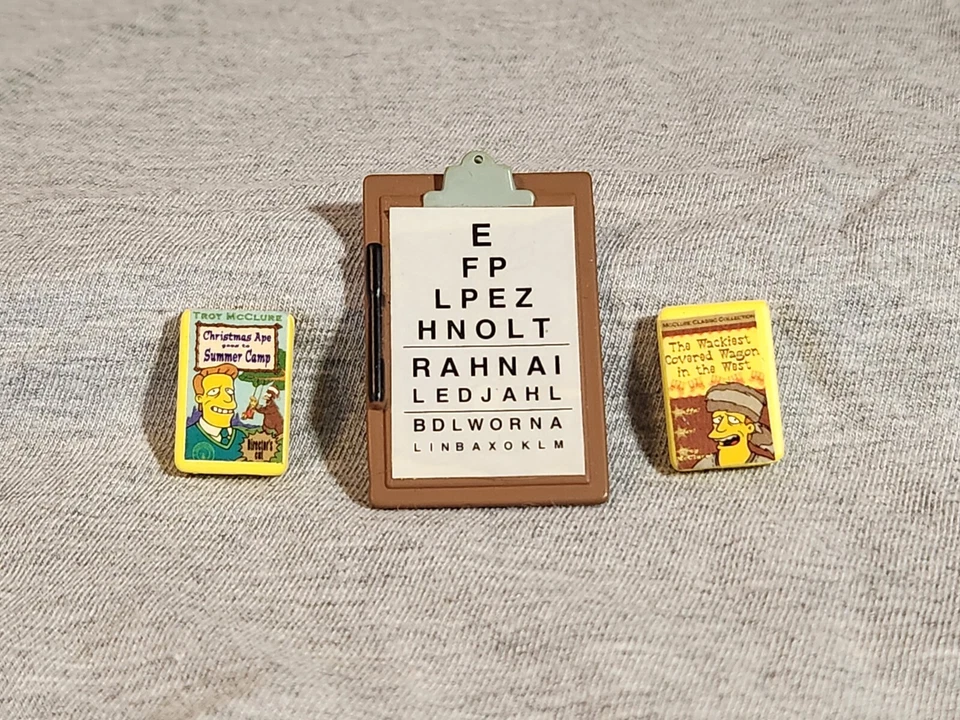 TROY MCCLURE
Christmas Ape
goes to
Summer Camp
Director's
cut
E
FP
LPEZ
HNOLT
RAHNAI
LEDJAHL
BDLWORNA
LINBAXOKLM
MCCLURE CLASSIC COLLECTION
The Wackiest
Covered Wagon
in the West